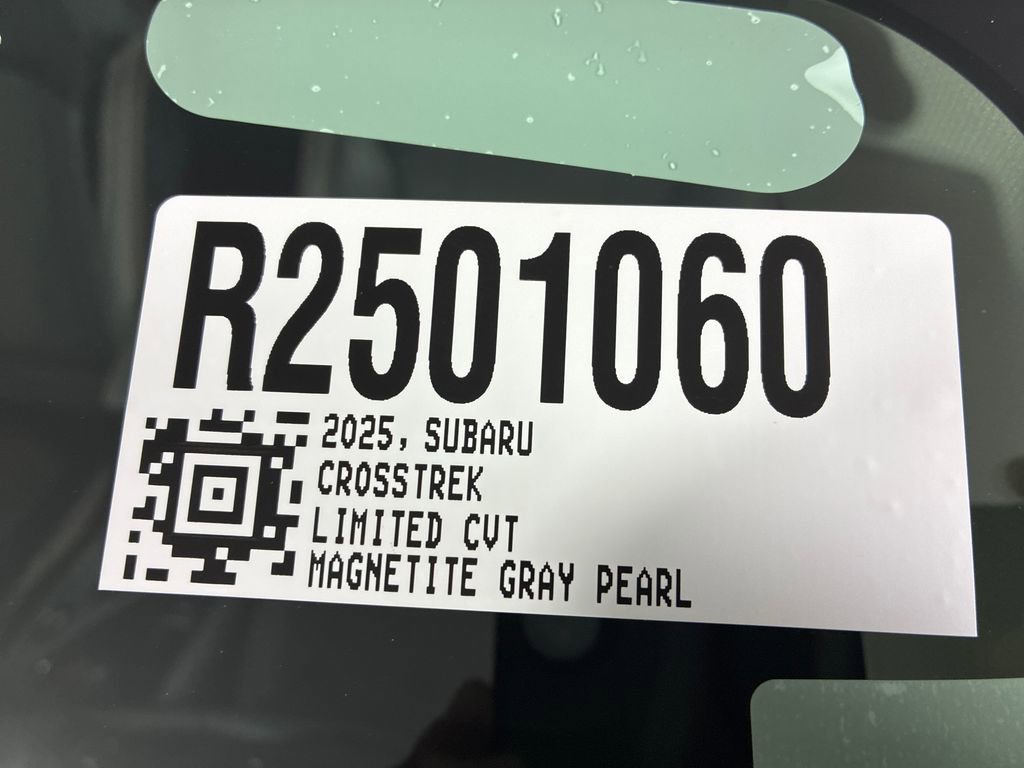 R2501060
2025, SUBARU
CROSSTREK
LIMITED CVT
MAGNETITE GRAY PEARL